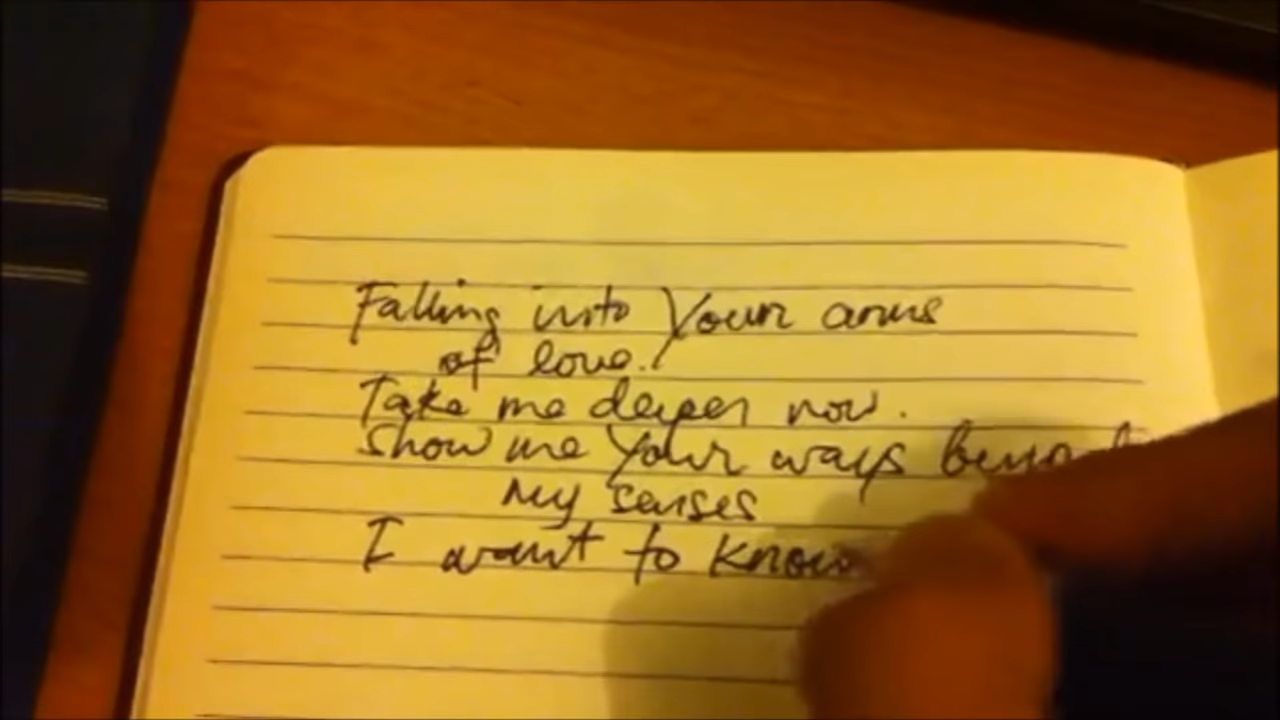 Falling into Your arms
of love.
Take me deeper now.
Show me Your ways
my senses
I want to know